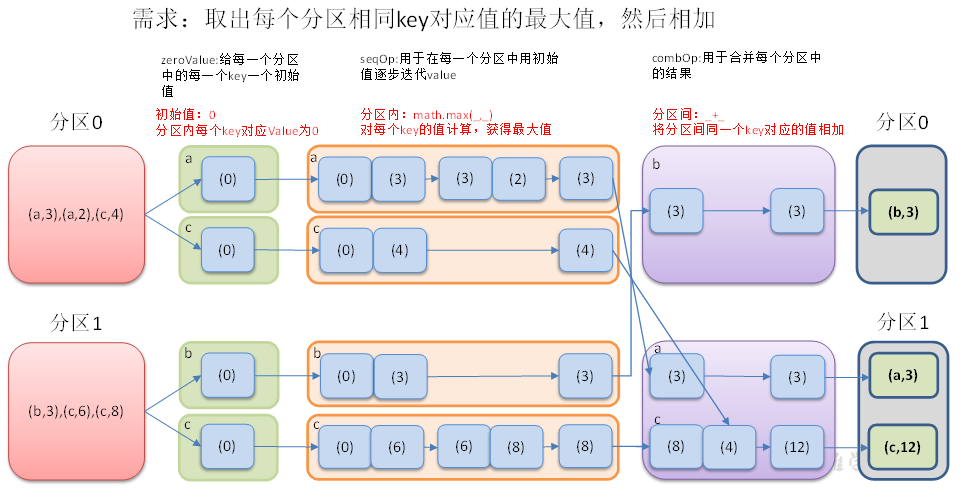 需求：取出每个分区相同key对应值的最大值，然后相加
zeroValue:给每一个分区
中的每一个key一个初始
值
初始值：0
分区内每个key对应Value为0
seqOp:用于在每一个分区中用初始
值逐步迭代value
分区内：math.max(_,_)
对每个key的值计算，获得最大值
combOp:用于合并每个分区中
的结果
分区间：_+_
将分区间同一个key对应的值相加
分区0
分区0
(a,3),(a,2),(c,4)
a
(0)
a
(0) (3) (3) (2) (3)
c
(0)
c
(0) (4) (4)
b
(3) (3)
(b,3)
分区1
分区1
(b,3),(c,6),(c,8)
b
(0)
b
(0) (3) (3)
c
(0)
c
(0) (6) (6) (8) (8)
a
(3) (3)
(a,3)
c
(8) (4) (12)
(c,12)